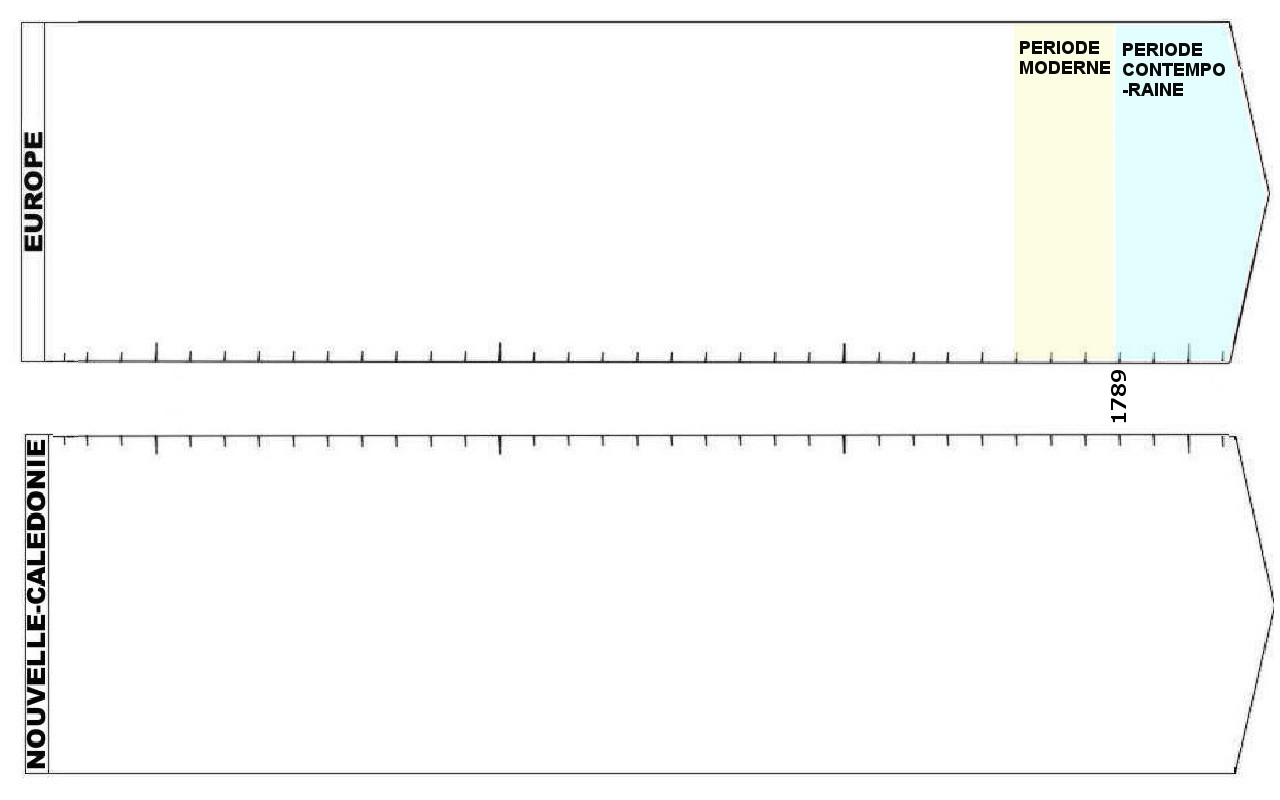 EUROPE
PERIODE
MODERNE
PERIODE
CONTEMPO
-RAINE
1789
NOUVELLE-CALEDONIE